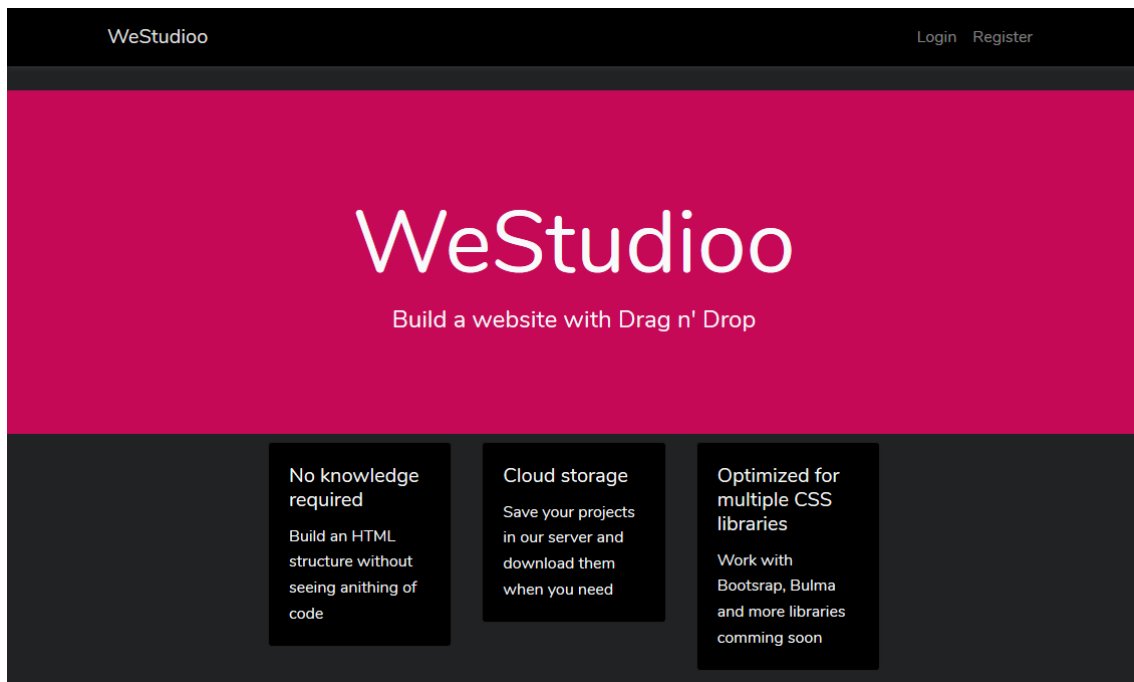 WeStudioo
Login Register
WeStudioo
Build a website with Drag n' Drop
No knowledge
required
Build an HTML
structure without
seeing anithing of
code
Cloud storage
Save your projects
in our server and
download them
when you need
Optimized for
multiple CSS
libraries
Work with
Bootsrap, Bulma
and more libraries
comming soon